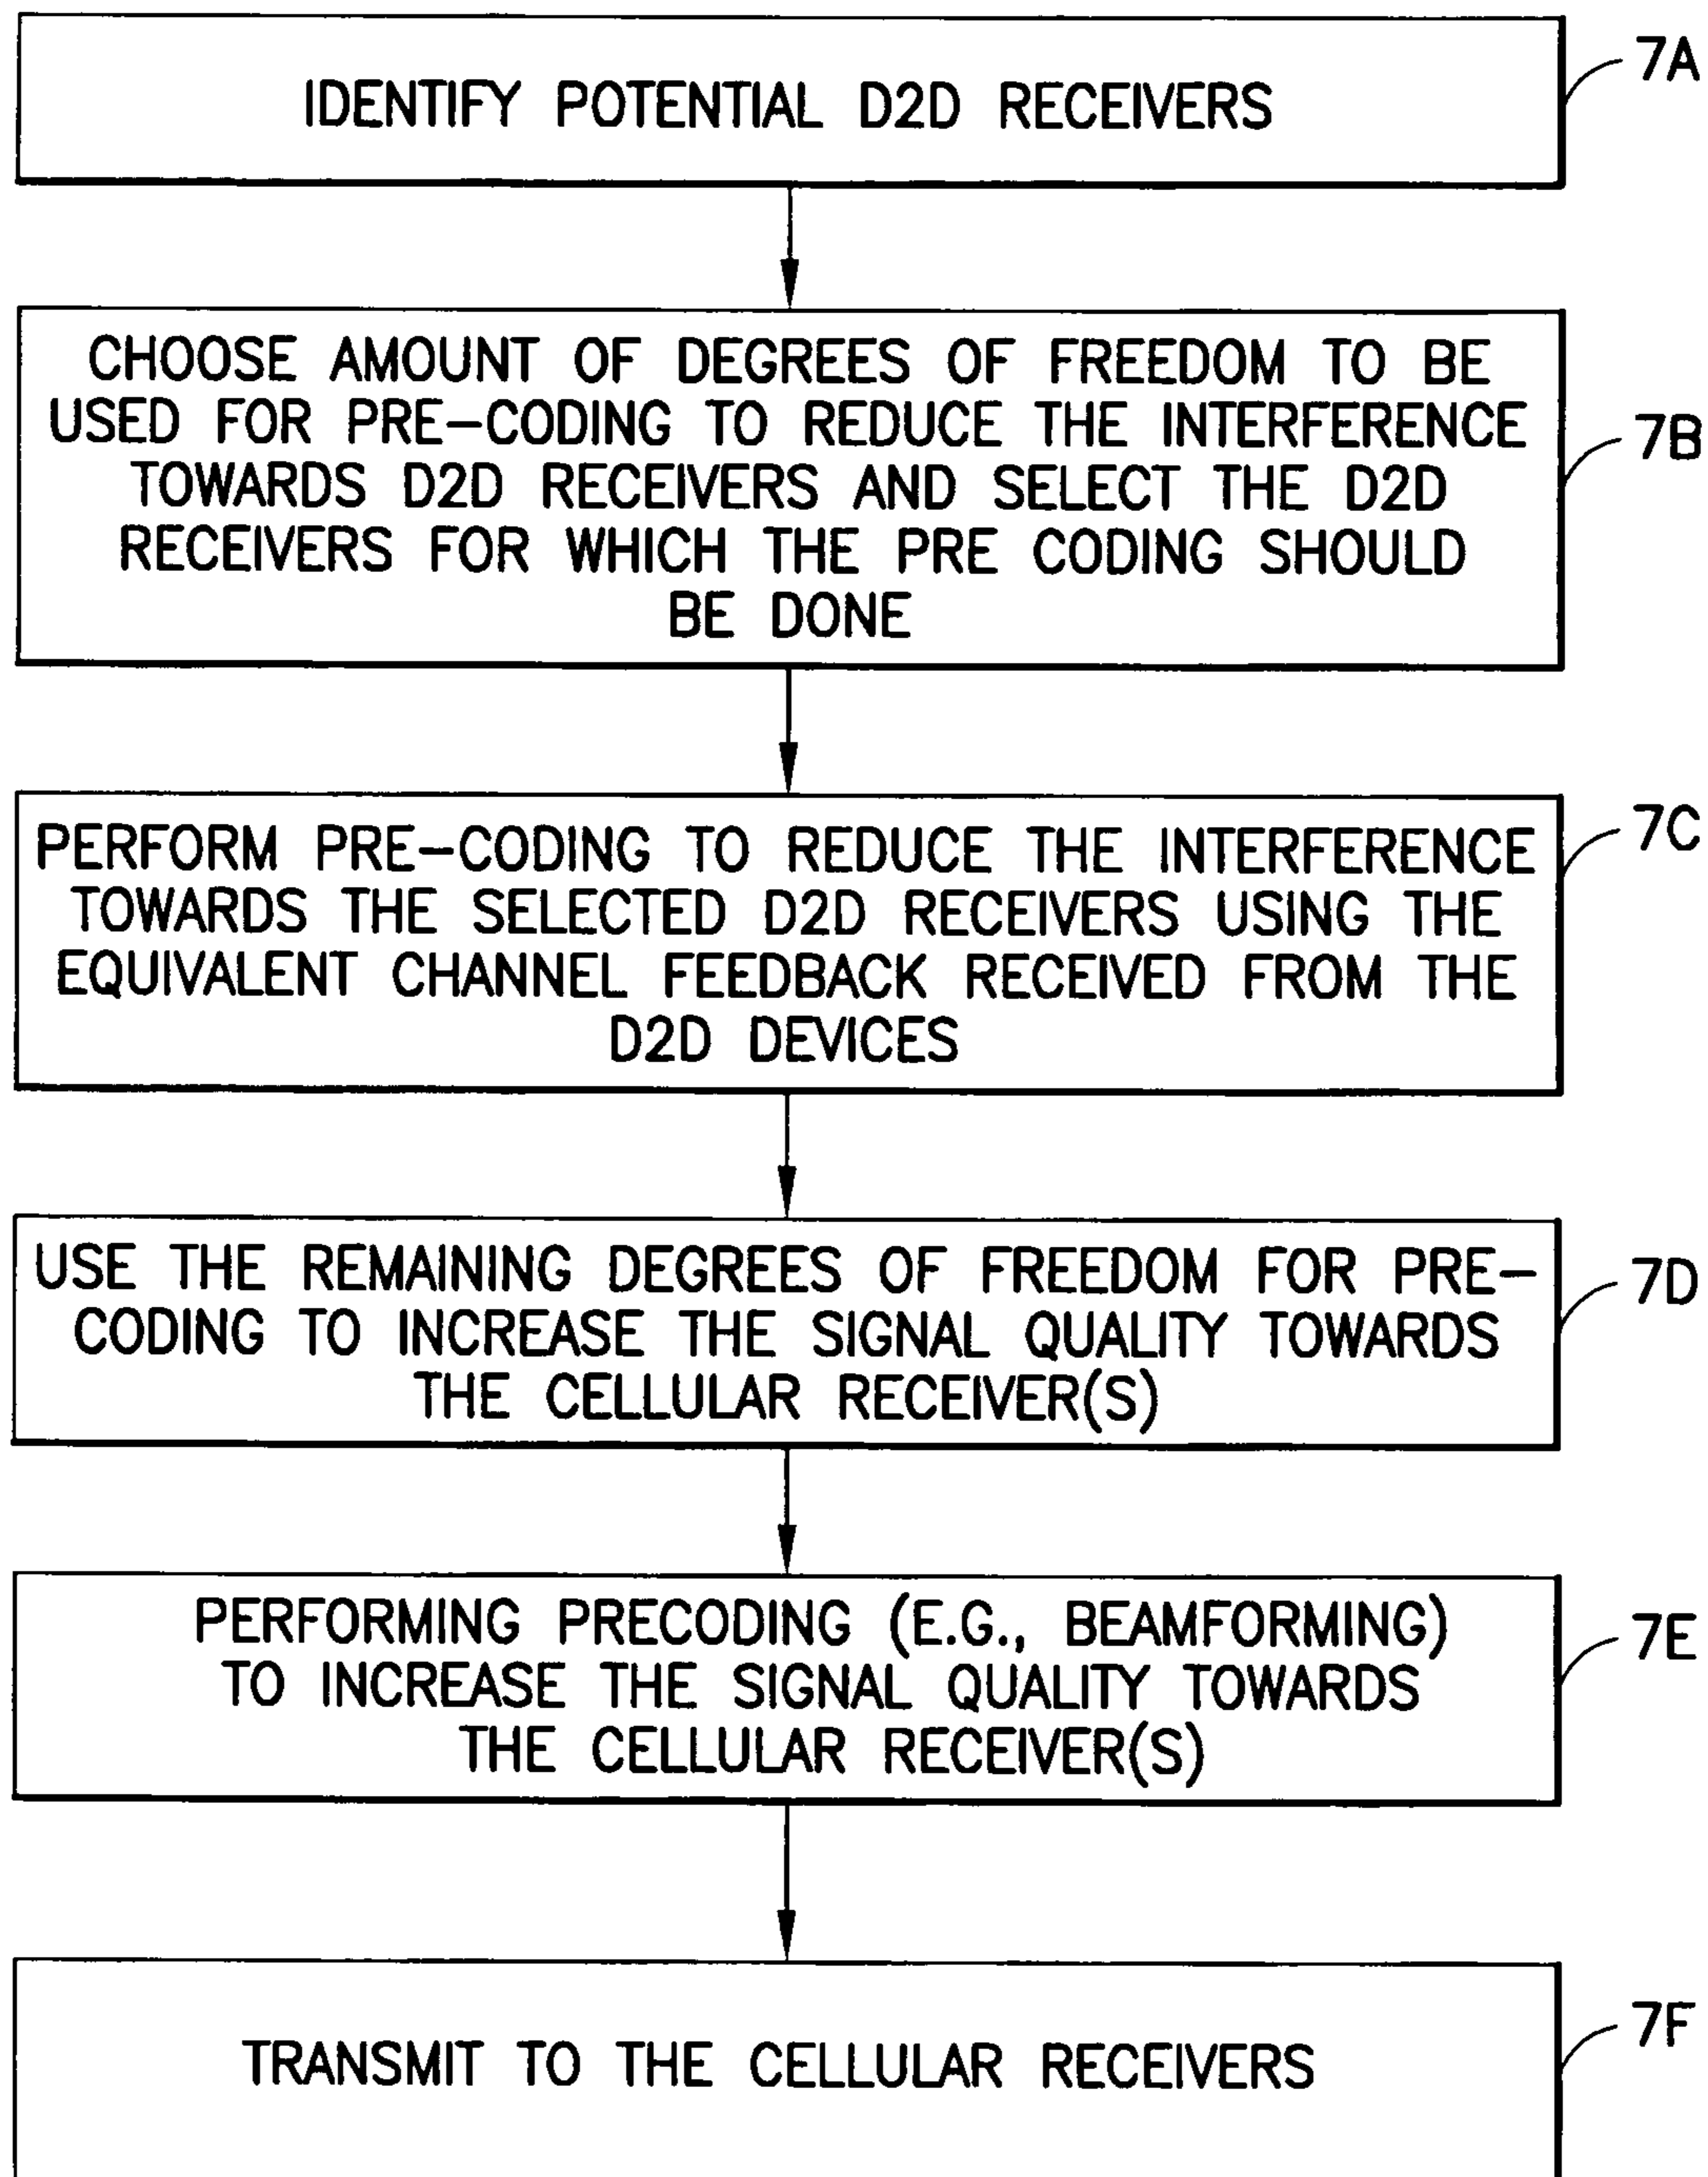 IDENTIFY POTENTIAL D2D RECEIVERS
7A
CHOOSE AMOUNT OF DEGREES OF FREEDOM TO BE
USED FOR PRE-CODING TO REDUCE THE INTERFERENCE
TOWARDS D2D RECEIVERS AND SELECT THE D2D
RECEIVERS FOR WHICH THE PRE CODING SHOULD
BE DONE
7B
PERFORM PRE-CODING TO REDUCE THE INTERFERENCE
TOWARDS THE SELECTED D2D RECEIVERS USING THE
EQUIVALENT CHANNEL FEEDBACK RECEIVED FROM THE
D2D DEVICES
7C
USE THE REMAINING DEGREES OF FREEDOM FOR PRE-
CODING TO INCREASE THE SIGNAL QUALITY TOWARDS
THE CELLULAR RECEIVER(S)
7D
PERFORMING PRECODING (E.G., BEAMFORMING)
TO INCREASE THE SIGNAL QUALITY TOWARDS
THE CELLULAR RECEIVER(S)
7E
TRANSMIT TO THE CELLULAR RECEIVERS
7F